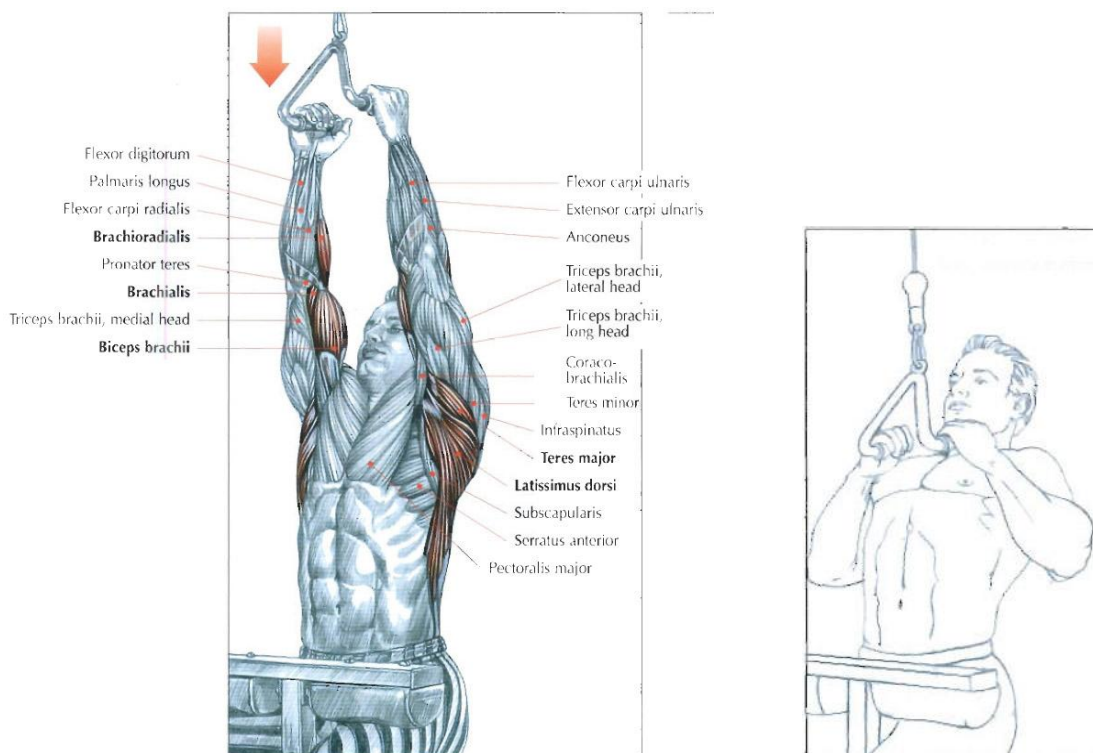 Flexor digitorum
Palmaris longus
Flexor carpi radialis
Brachioradialis
Pronator teres
Brachialis
Triceps brachii, medial head
Biceps brachii
Flexor carpi ulnaris
Extensor carpi ulnaris
Anconeus
Triceps brachii,
lateral head
Triceps brachii,
long head
Coraco-
brachialis
Teres minor
Infraspinatus
Teres major
Latissimus dorsi
Subscapularis
Serratus anterior
Pectoralis major